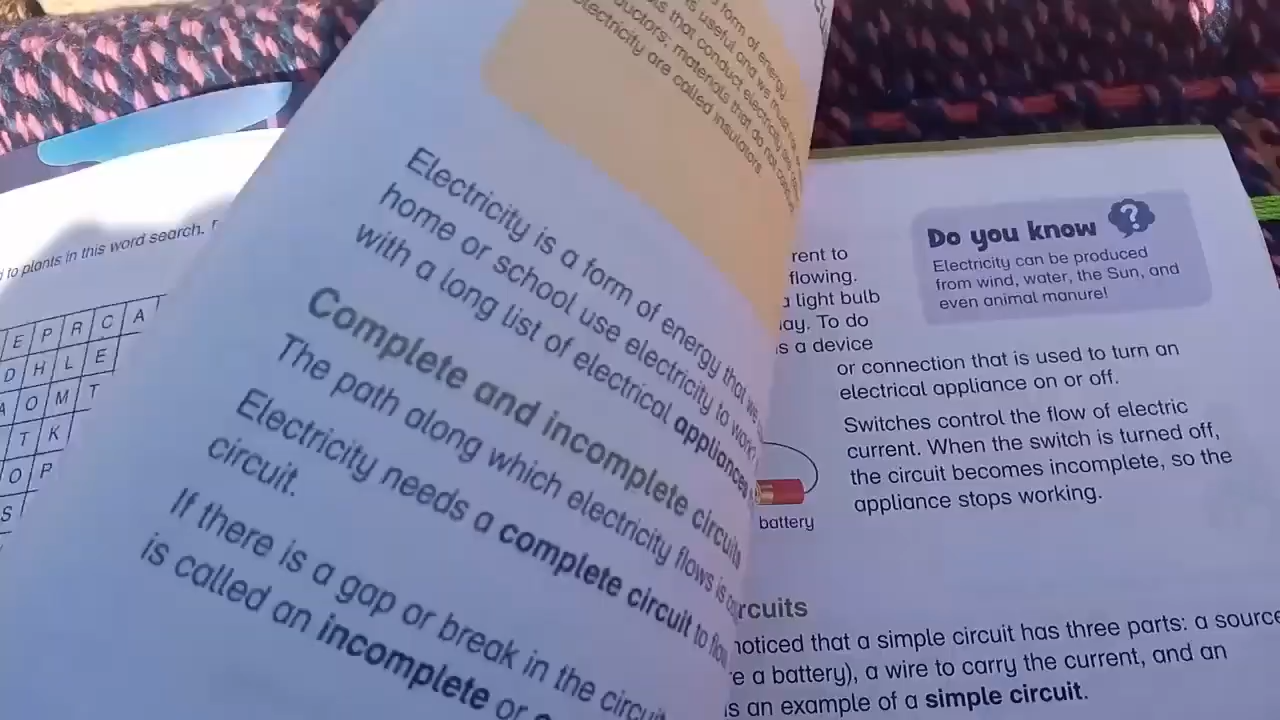 to plants in this word search.
E P R C A
D H L E
A O M T
T K
O P
S
form of energy
is useful and we must
that conduct electricity
materials that do not
electricity are called insulators
Electricity is a form of energy that we
home or school use electricity to work?
with a long list of electrical appliances
Complete and incomplete circuits
The path along which electricity flows is
Electricity needs a complete circuit to flow
circuit.
If there is a gap or break in the circuit
is called an incomplete or
Do you know ?
Electricity can be produced
from wind, water, the Sun, and
even animal manure!
to
flowing.
a light bulb
To do
is a device
or connection that is used to turn an
electrical appliance on or off.
Switches control the flow of electric
current. When the switch is turned off,
the circuit becomes incomplete, so the
appliance stops working.
battery
rcuits
noticed that a simple circuit has three parts: a source
a battery), a wire to carry the current, and an
is an example of a simple circuit.